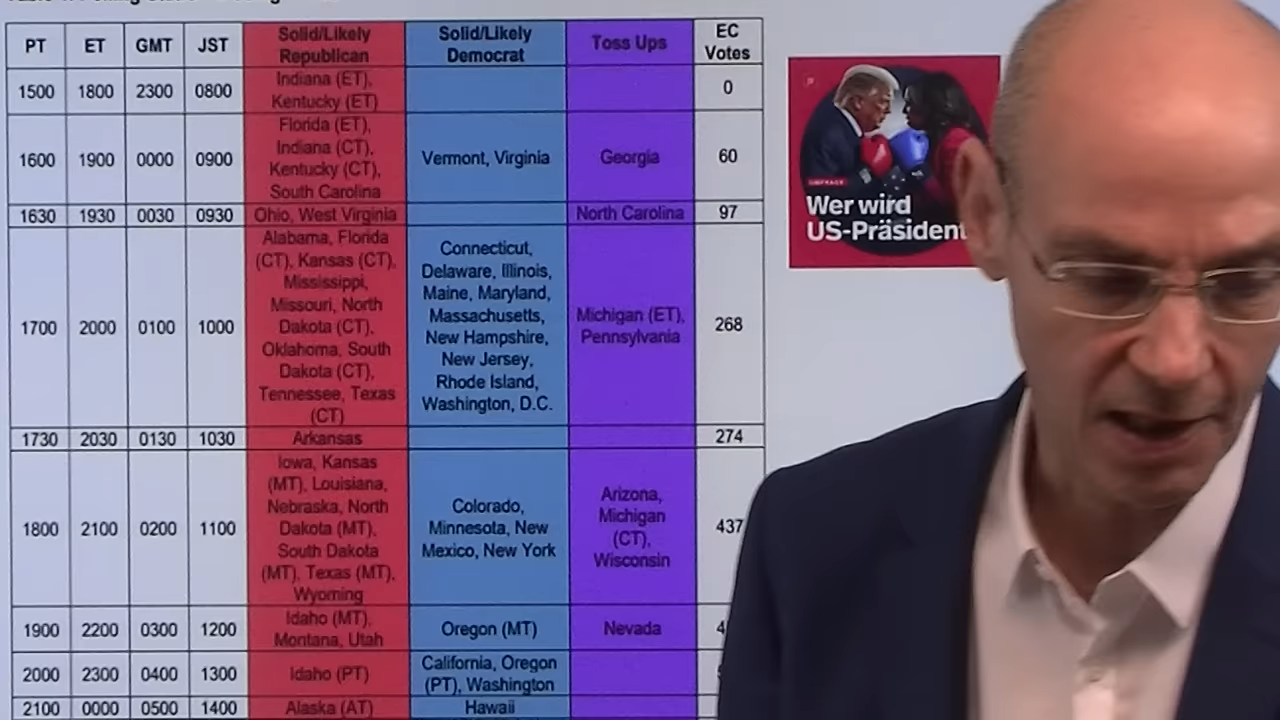 PT ET GMT JST Solid/Likely Republican Solid/Likely Democrat Toss Ups EC Votes
1500 1800 2300 0800 Indiana (ET), Kentucky (ET) 0
1600 1900 0000 0900 Florida (ET), Indiana (CT), Kentucky (CT), South Carolina Vermont, Virginia Georgia 60
1630 1930 0030 0930 Ohio, West Virginia North Carolina 97
1700 2000 0100 1000 Alabama, Florida (CT), Kansas (CT), Mississippi, Missouri, North Dakota (CT), Oklahoma, South Dakota (CT), Tennessee, Texas (CT) Connecticut, Delaware, Illinois, Maine, Maryland, Massachusetts, New Hampshire, New Jersey, Rhode Island, Washington, D.C. Michigan (ET), Pennsylvania 268
1730 2030 0130 1030 Arkansas 274
1800 2100 0200 1100 Iowa, Kansas (MT), Louisiana, Nebraska, North Dakota (MT), South Dakota (MT), Texas (MT), Wyoming Colorado, Minnesota, New Mexico, New York Arizona, Michigan (CT), Wisconsin 437
1900 2200 0300 1200 Idaho (MT), Montana, Utah Oregon (MT) Nevada
2000 2300 0400 1300 Idaho (PT) California, Oregon (PT), Washington
2100 0000 0500 1400 Alaska (AT) Hawaii
UMFRAGE
Wer wird
US-Präsident